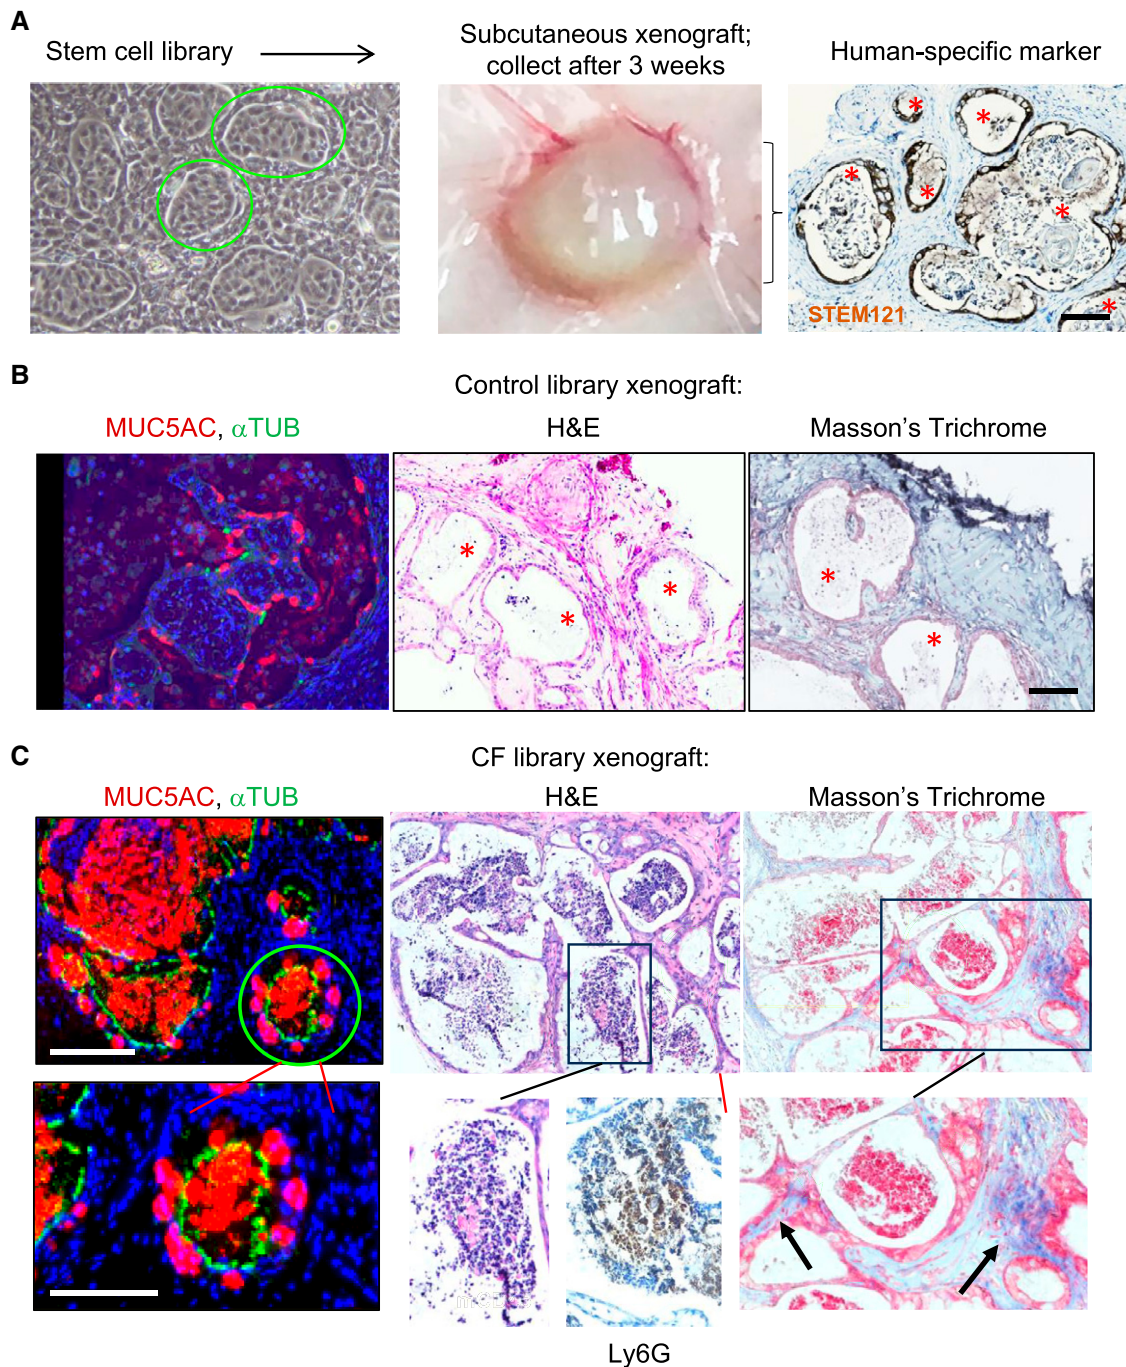 A
Stem cell library
Subcutaneous xenograft;
collect after 3 weeks
Human-specific marker
* * * * * *
STEM121
B
Control library xenograft:
MUC5AC, αTUB
H&E
Masson's Trichrome
* * * * *
C
CF library xenograft:
MUC5AC, αTUB
H&E
Masson's Trichrome
Ly6G